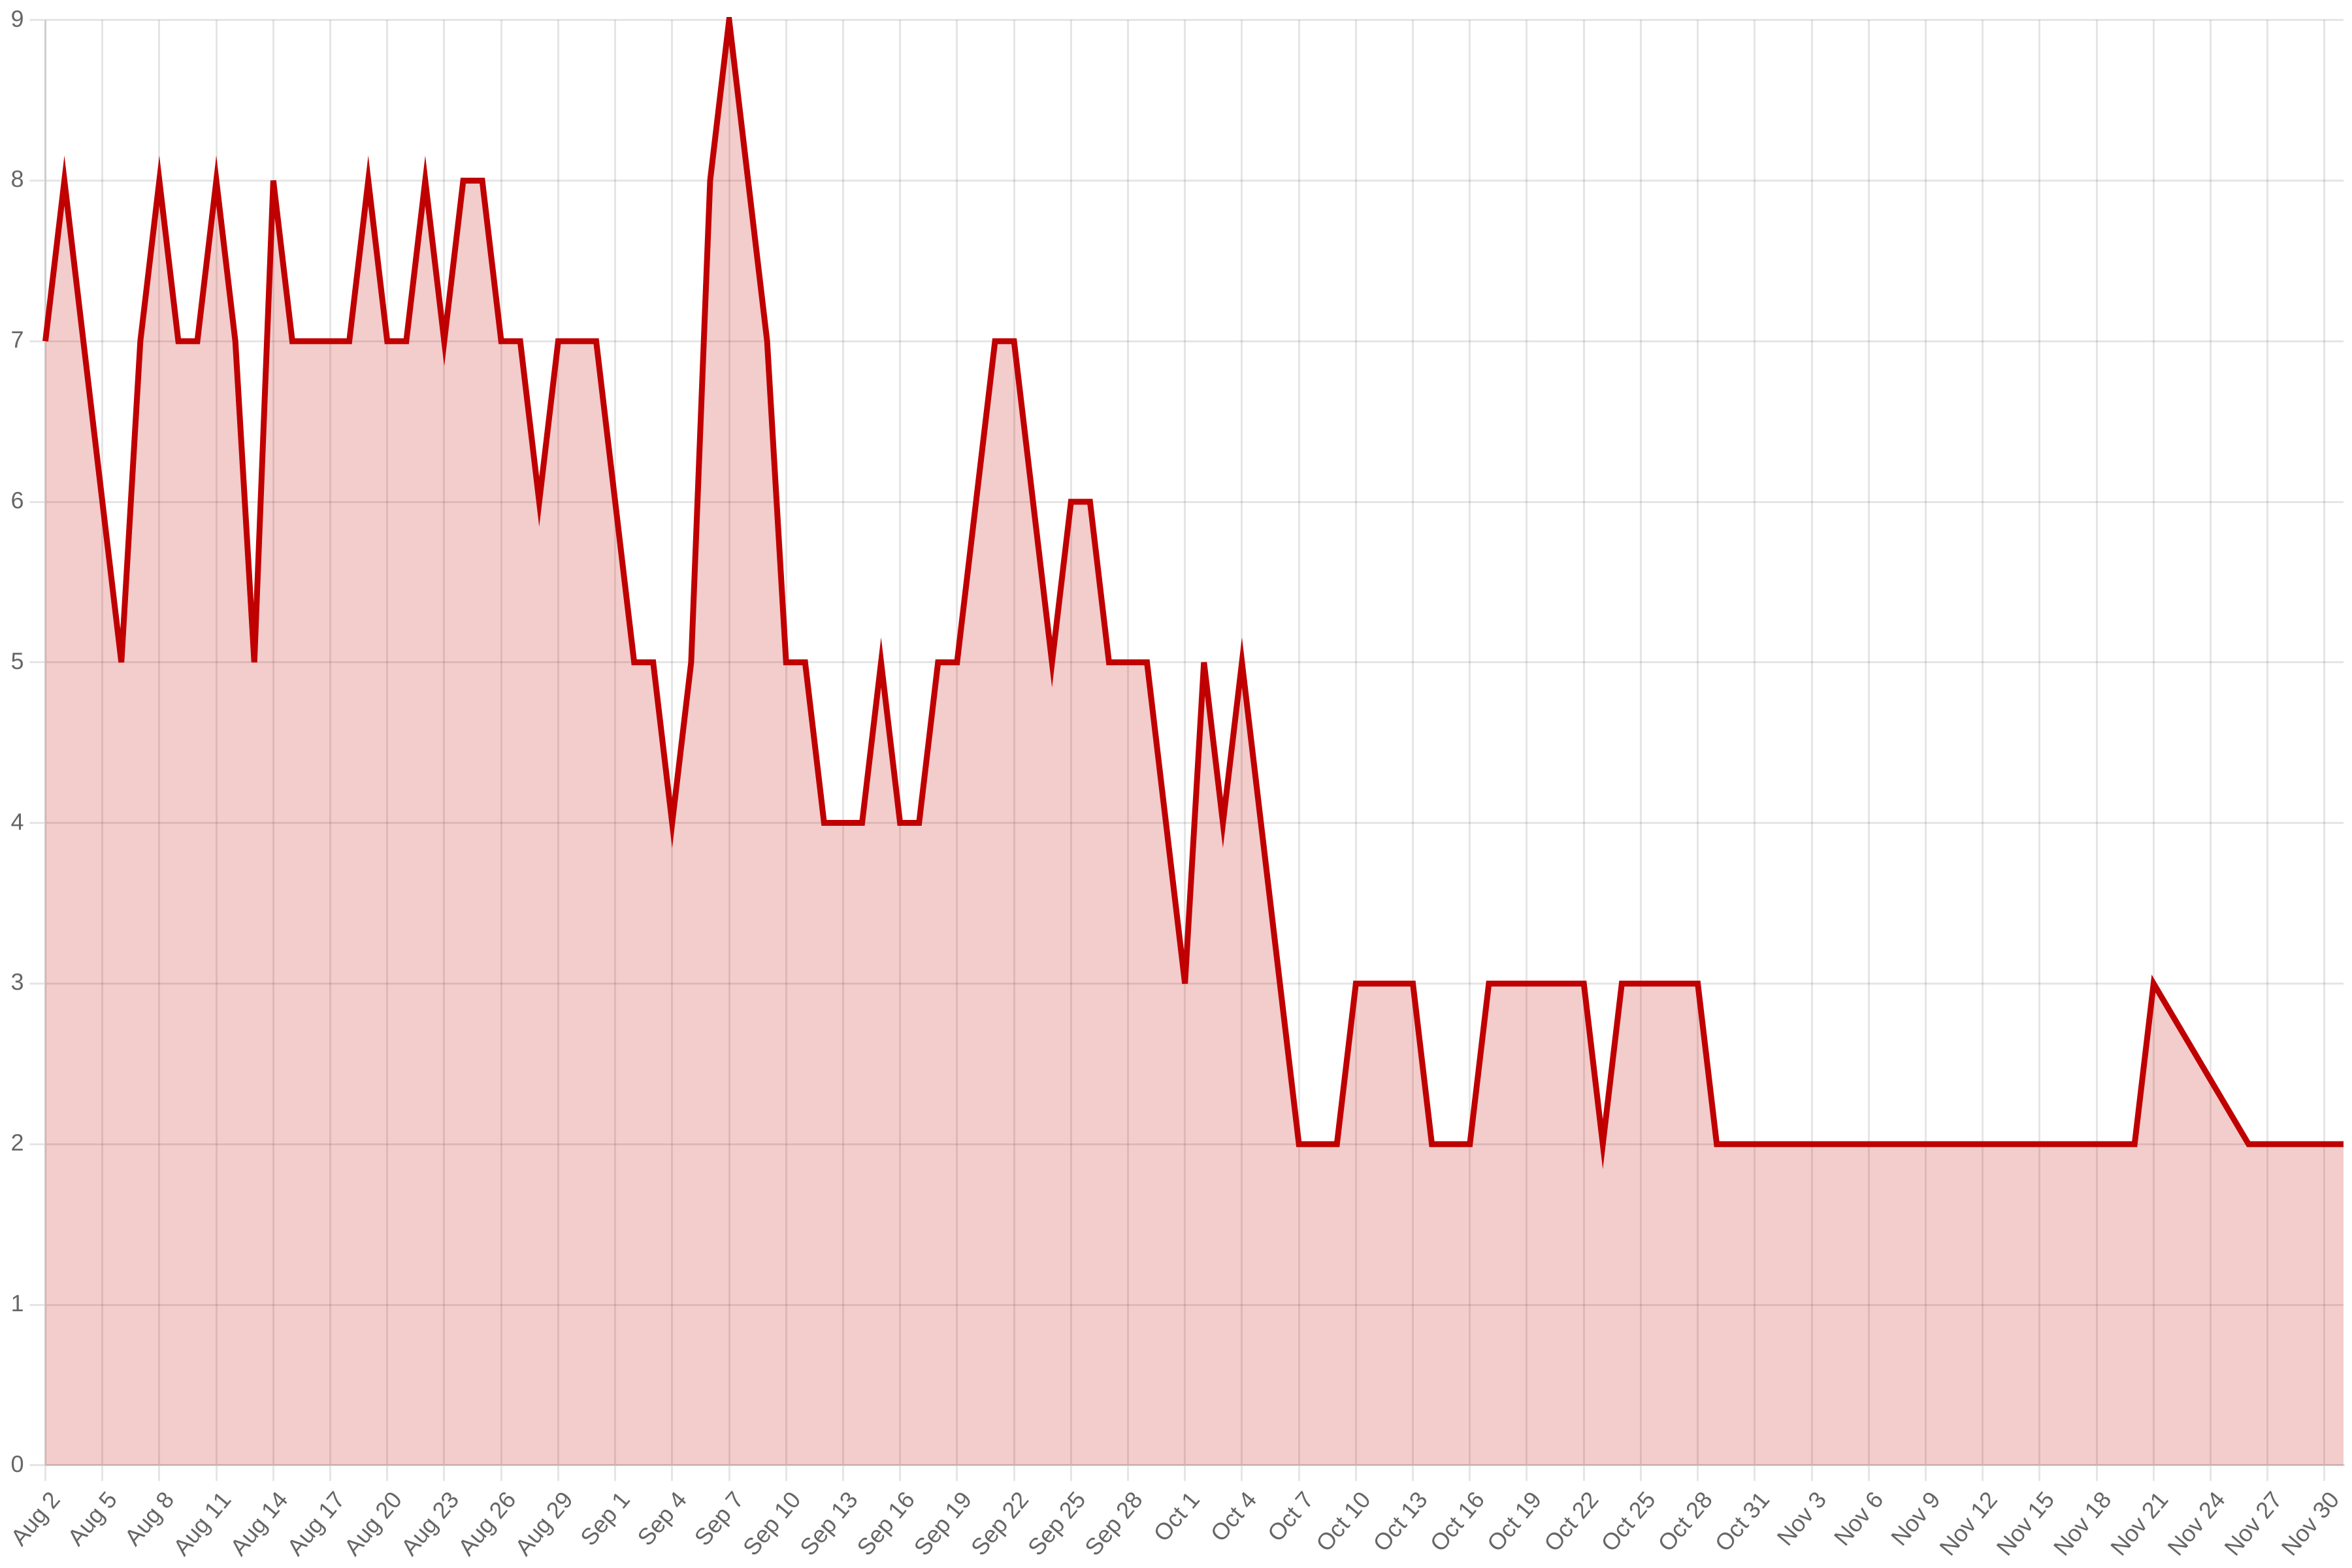 9
8
7
6
5
4
3
2
1
0
Aug 2
Aug 5
Aug 8
Aug 11
Aug 14
Aug 17
Aug 20
Aug 23
Aug 26
Aug 29
Sep 1
Sep 4
Sep 7
Sep 10
Sep 13
Sep 16
Sep 19
Sep 22
Sep 25
Sep 28
Oct 1
Oct 4
Oct 7
Oct 10
Oct 13
Oct 16
Oct 19
Oct 22
Oct 25
Oct 28
Oct 31
Nov 3
Nov 6
Nov 9
Nov 12
Nov 15
Nov 18
Nov 21
Nov 24
Nov 27
Nov 30